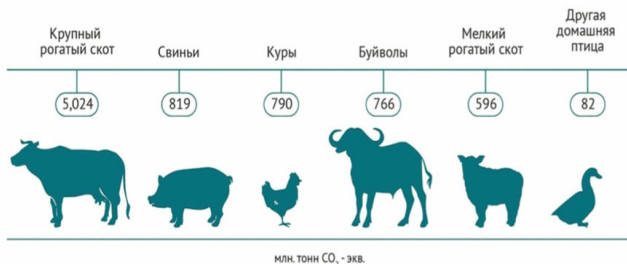 Крупный
рогатый скот
Свиньи
Куры
Буйволы
Мелкий
рогатый скот
Другая
домашняя
птица
5,024
819
790
766
596
82
млн. тонн CO₂ - экв.